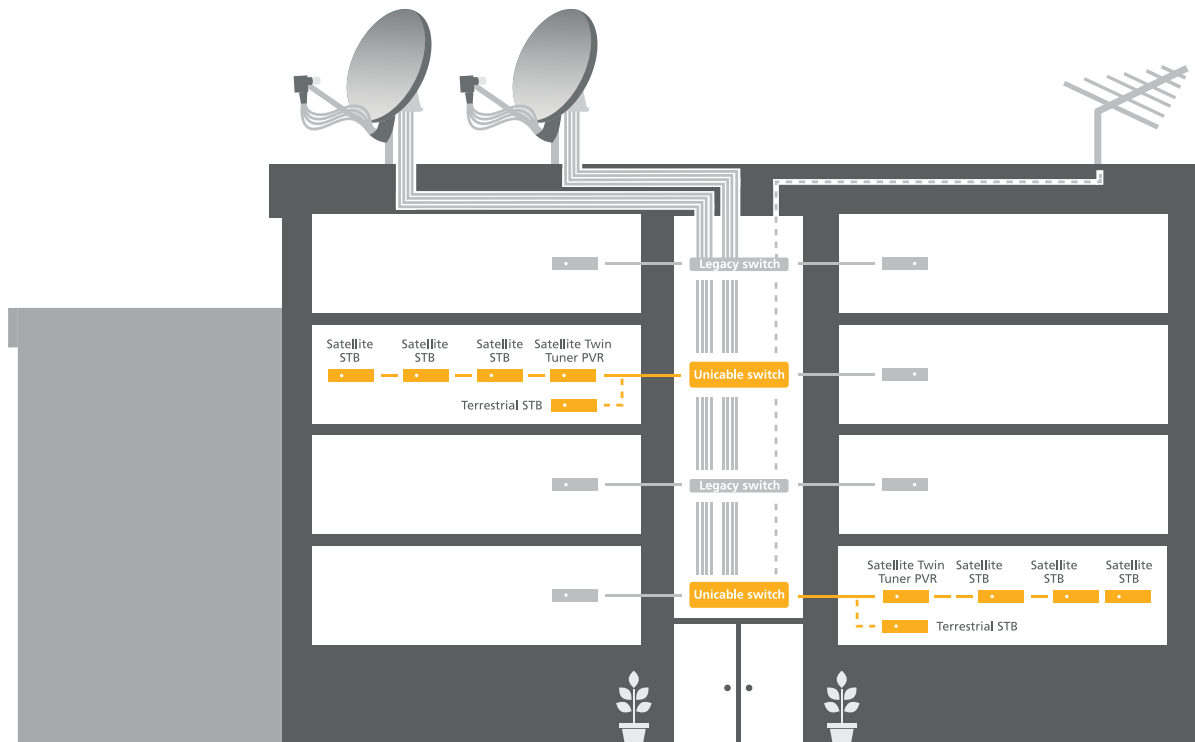 Legacy switch
Satellite
STB
Satellite
STB
Satellite
STB
Satellite Twin
Tuner PVR
Unicable switch
Terrestrial STB
Legacy switch
Unicable switch
Satellite Twin
Tuner PVR
Satellite
STB
Satellite
STB
Satellite
STB
Terrestrial STB